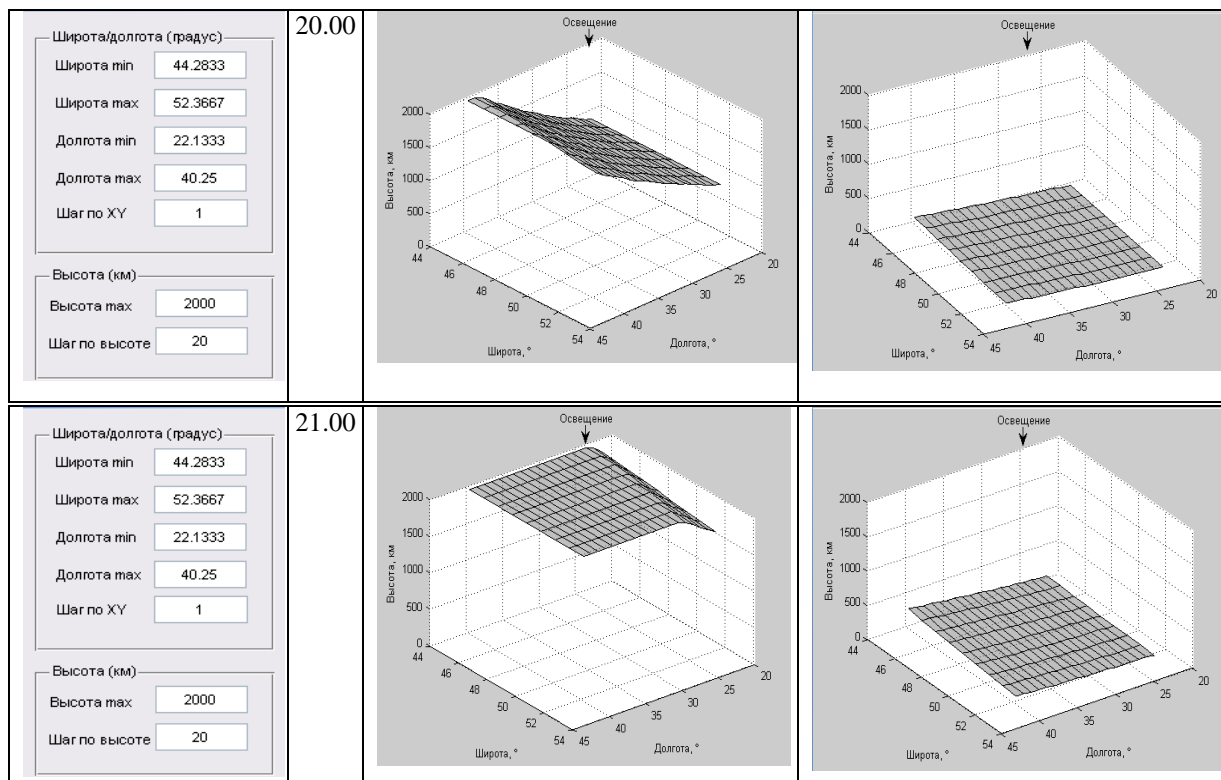 Широта/долгота (градус)
Широта min 44.2833
Широта max 52.3667
Долгота min 22.1333
Долгота max 40.25
Шаг по XY 1
Высота (км)
Высота max 2000
Шаг по высоте 20
20.00
Освещение
2000
1500
1000
500
0
Высота, км
44
46
48
50
52
54
45
40
35
30
25
20
Широта, °
Долгота, °
Освещение
2000
1500
1000
500
0
Высота, км
44
46
48
50
52
54
45
40
35
30
25
20
Широта, °
Долгота, °
Широта/долгота (градус)
Широта min 44.2833
Широта max 52.3667
Долгота min 22.1333
Долгота max 40.25
Шаг по XY 1
Высота (км)
Высота max 2000
Шаг по высоте 20
21.00
Освещение
2000
1500
1000
500
0
Высота, км
44
46
48
50
52
54
45
40
35
30
25
20
Широта, °
Долгота, °
Освещение
2000
1500
1000
500
0
Высота, км
44
46
48
50
52
54
45
40
35
30
25
20
Широта, °
Долгота, °